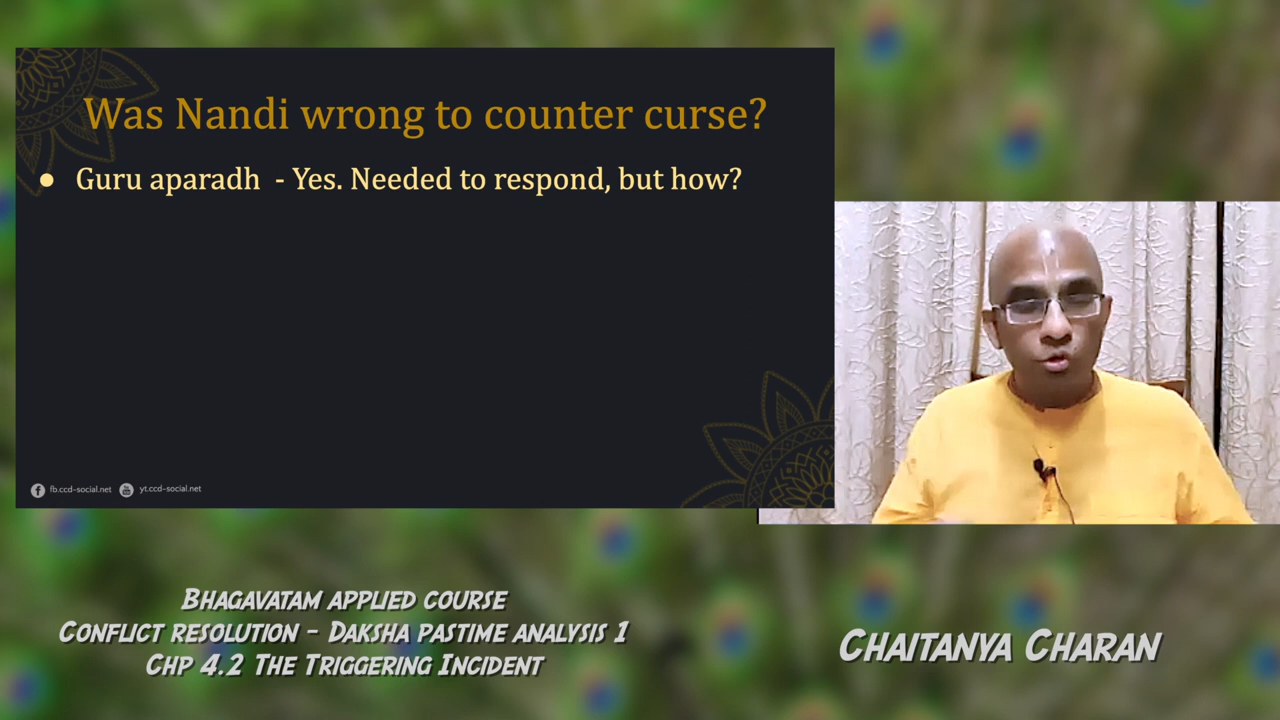 Was Nandi wrong to counter curse?
● Guru aparadh - Yes. Needed to respond, but how?
fb.ccd-social.net yt.ccd-social.net
Bhagavatam applied course
Conflict resolution - Daksha pastime analysis 1
Chp 4.2 The Triggering Incident
Chaitanya Charan